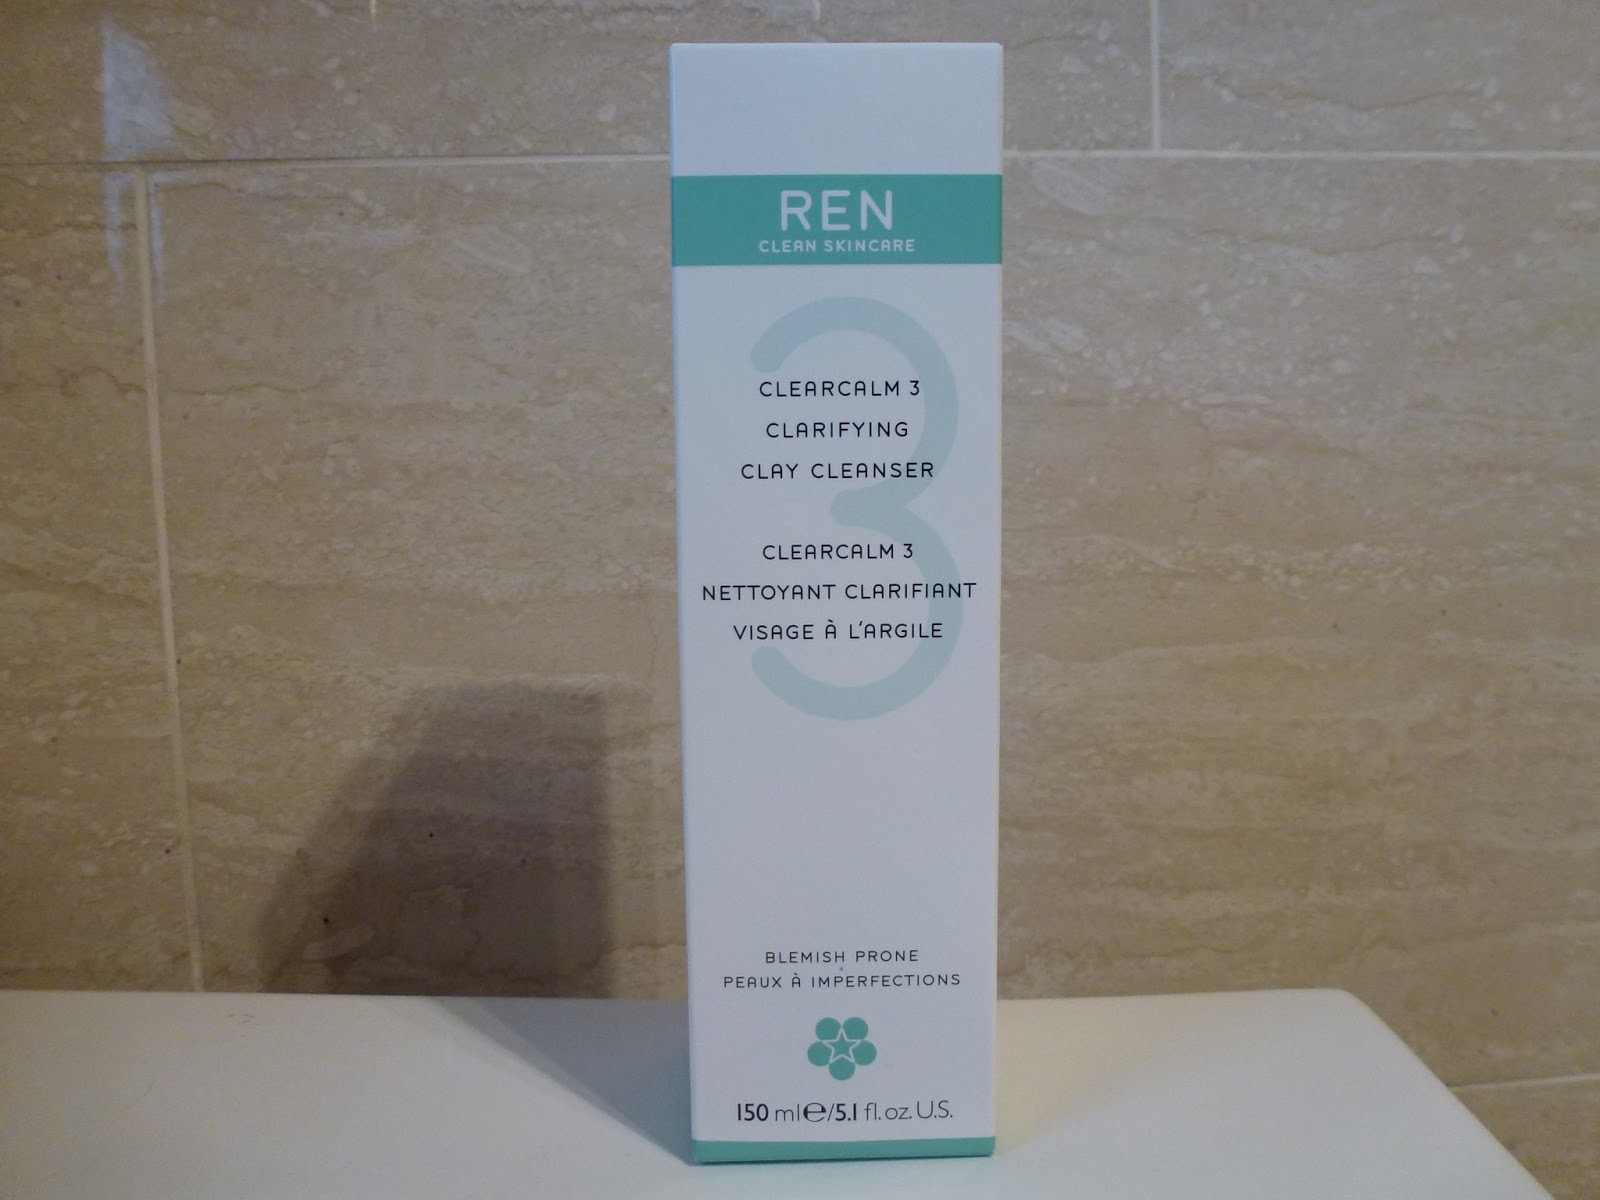 REN
CLEAN SKINCARE
3
CLEARCALM 3
CLARIFYING
CLAY CLEANSER
CLEARCALM 3
NETTOYANT CLARIFIANT
VISAGE À L'ARGILE
BLEMISH PRONE
PEAUX À IMPERFECTIONS
150 ml℮/5.1 fl. oz. U.S.